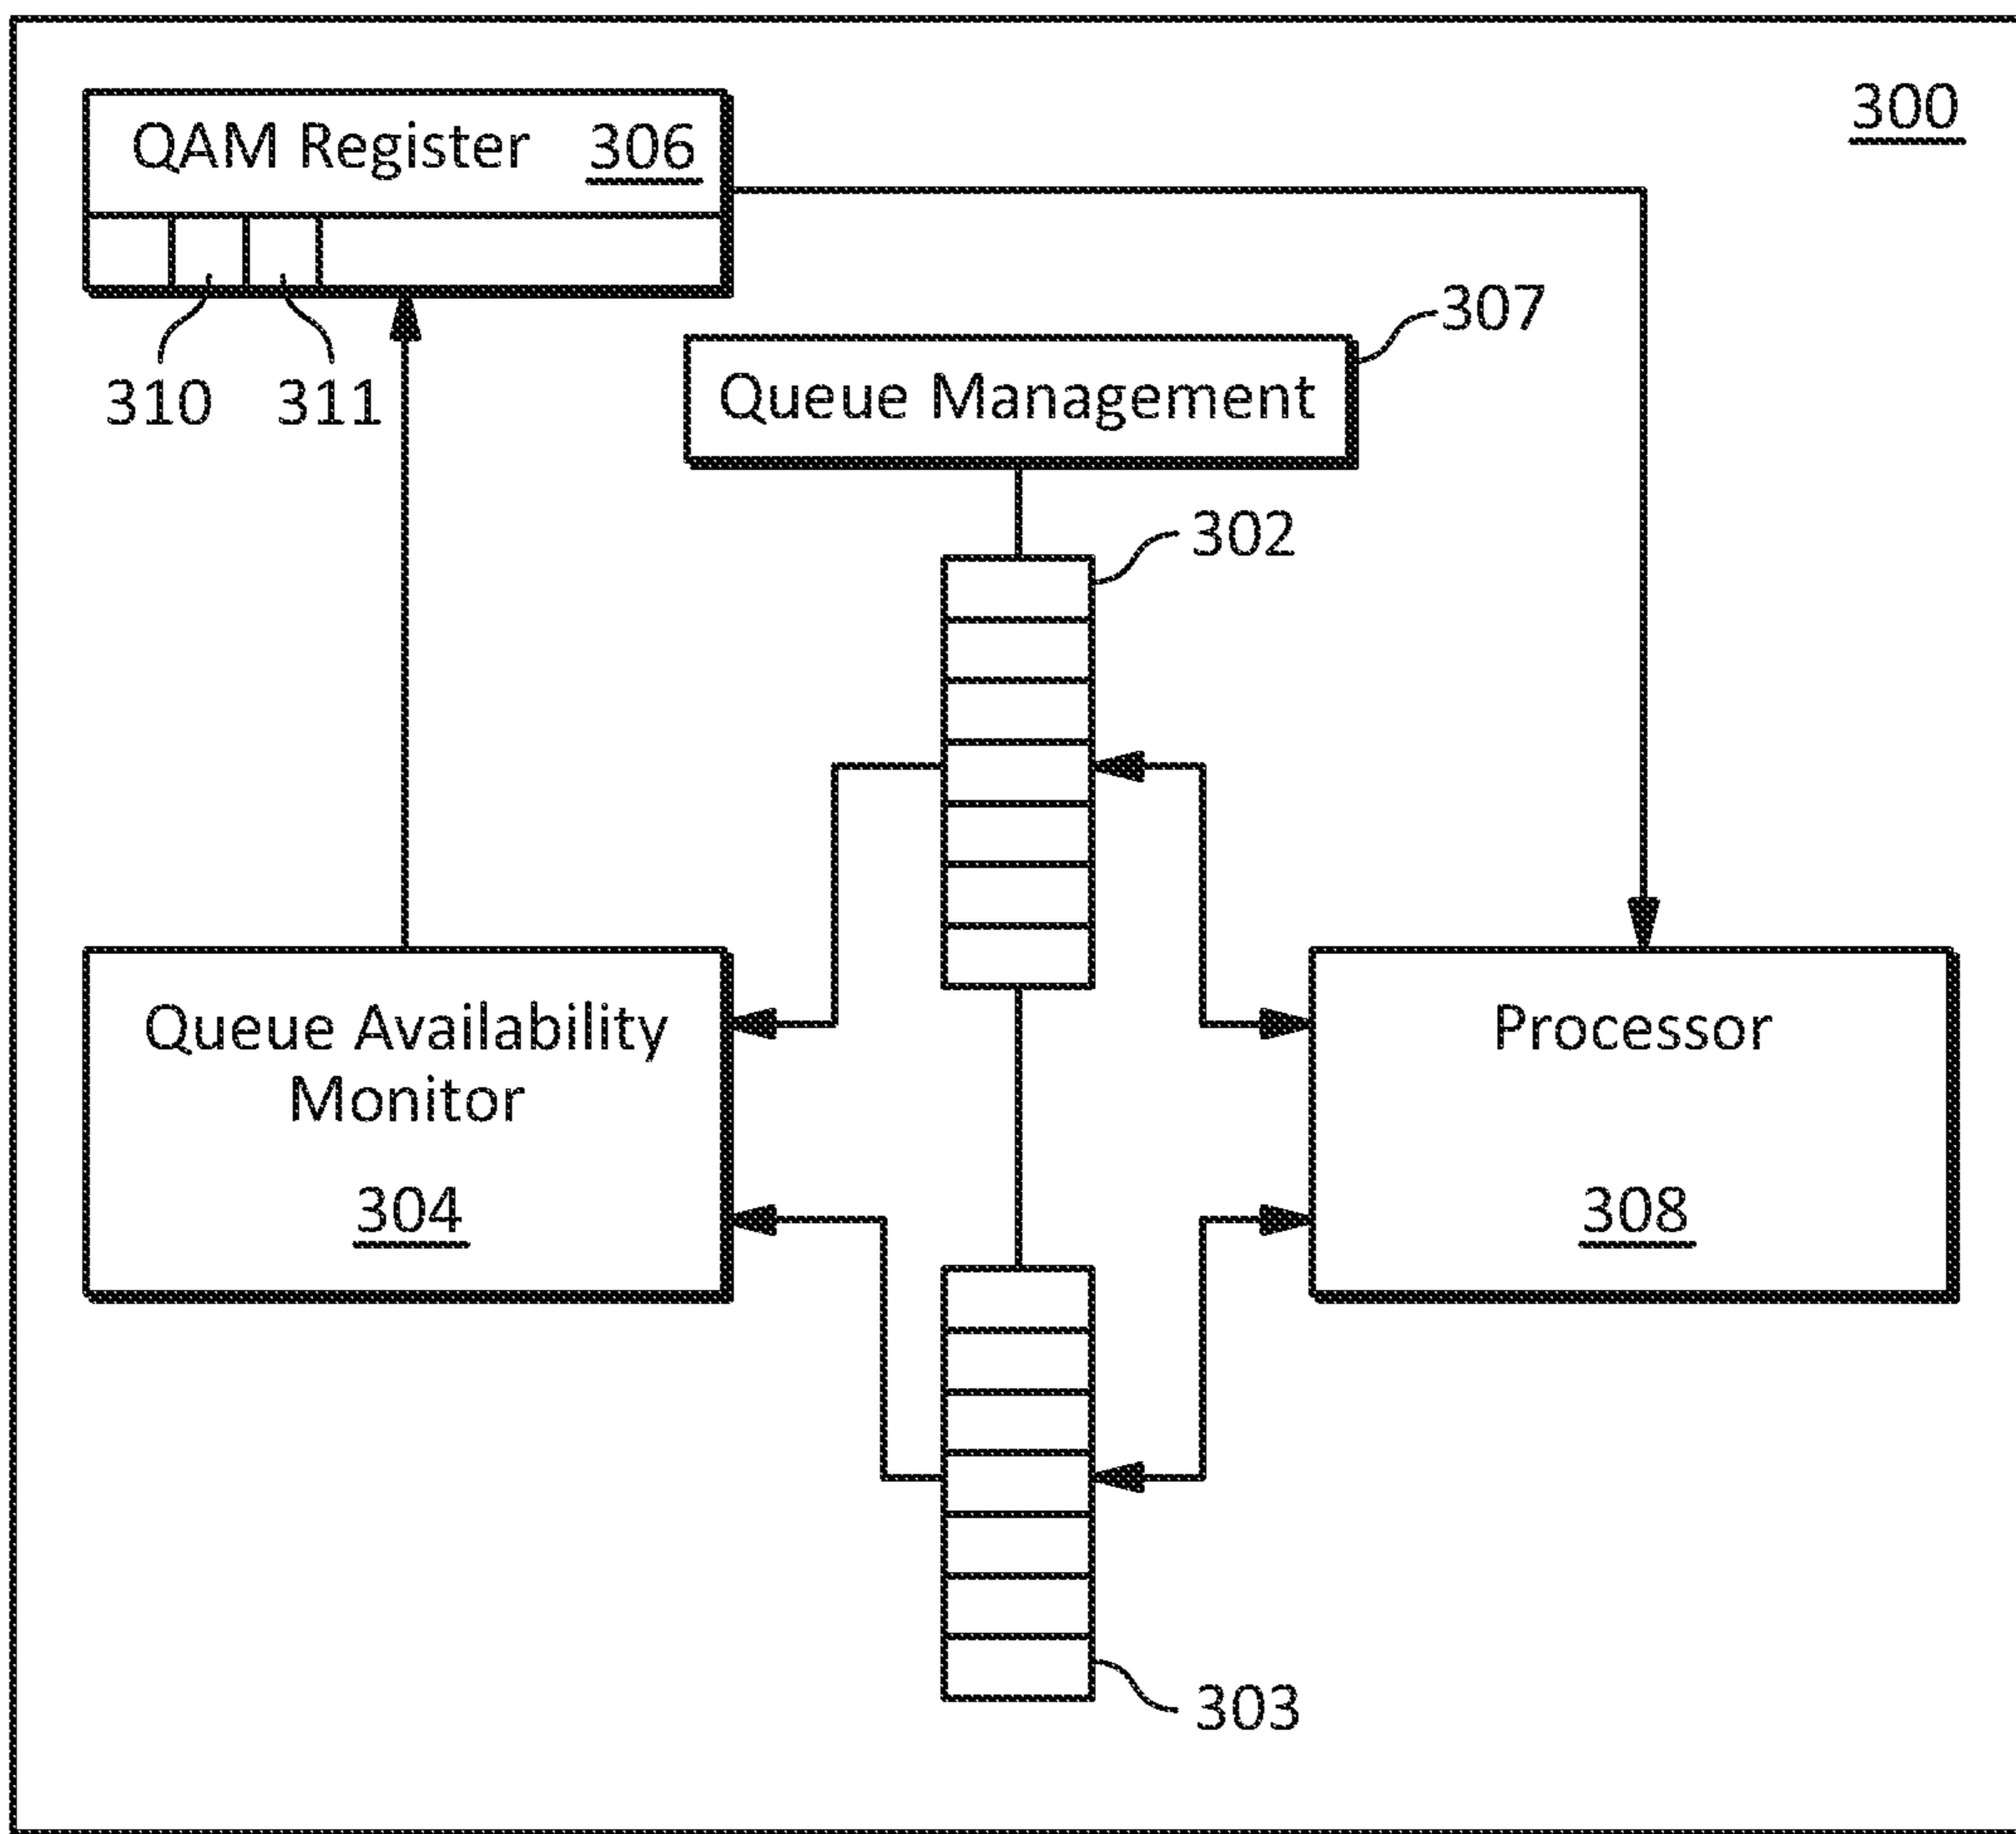 300
QAM Register 306
307
310 311
Queue Management
302
Queue Availability
Monitor
304
Processor
308
303